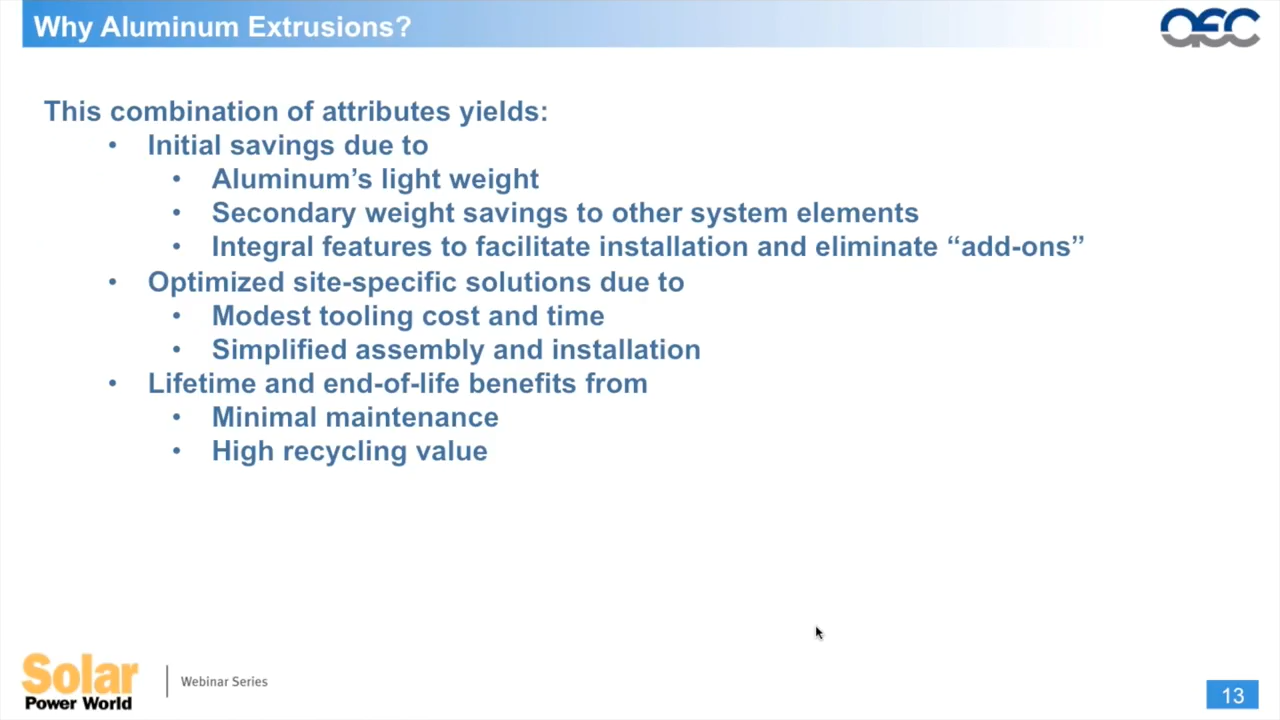 Why Aluminum Extrusions?
AEC
This combination of attributes yields:
• Initial savings due to
• Aluminum’s light weight
• Secondary weight savings to other system elements
• Integral features to facilitate installation and eliminate “add-ons”
• Optimized site-specific solutions due to
• Modest tooling cost and time
• Simplified assembly and installation
• Lifetime and end-of-life benefits from
• Minimal maintenance
• High recycling value
Solar
Power World
Webinar Series
13